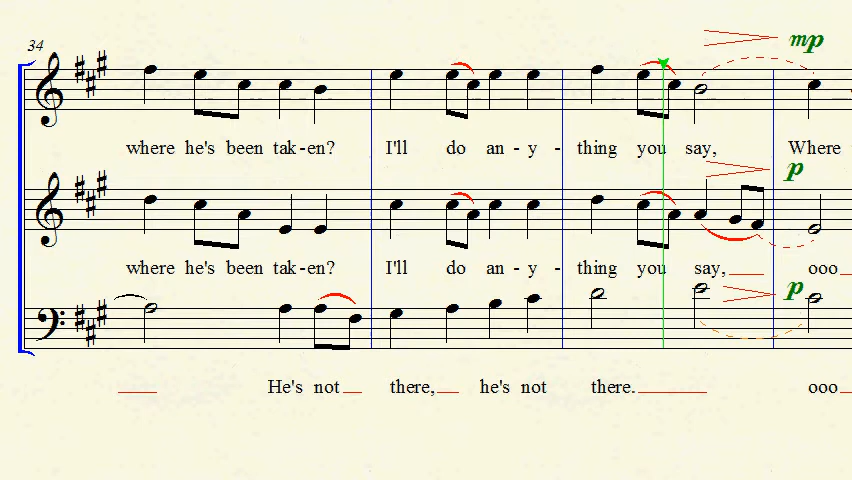 34
mp
where he's been tak-en? I'll do an - y - thing you say, Where
p
where he's been tak-en? I'll do an - y - thing you say, ooo
p
He's not there, he's not there. ooo